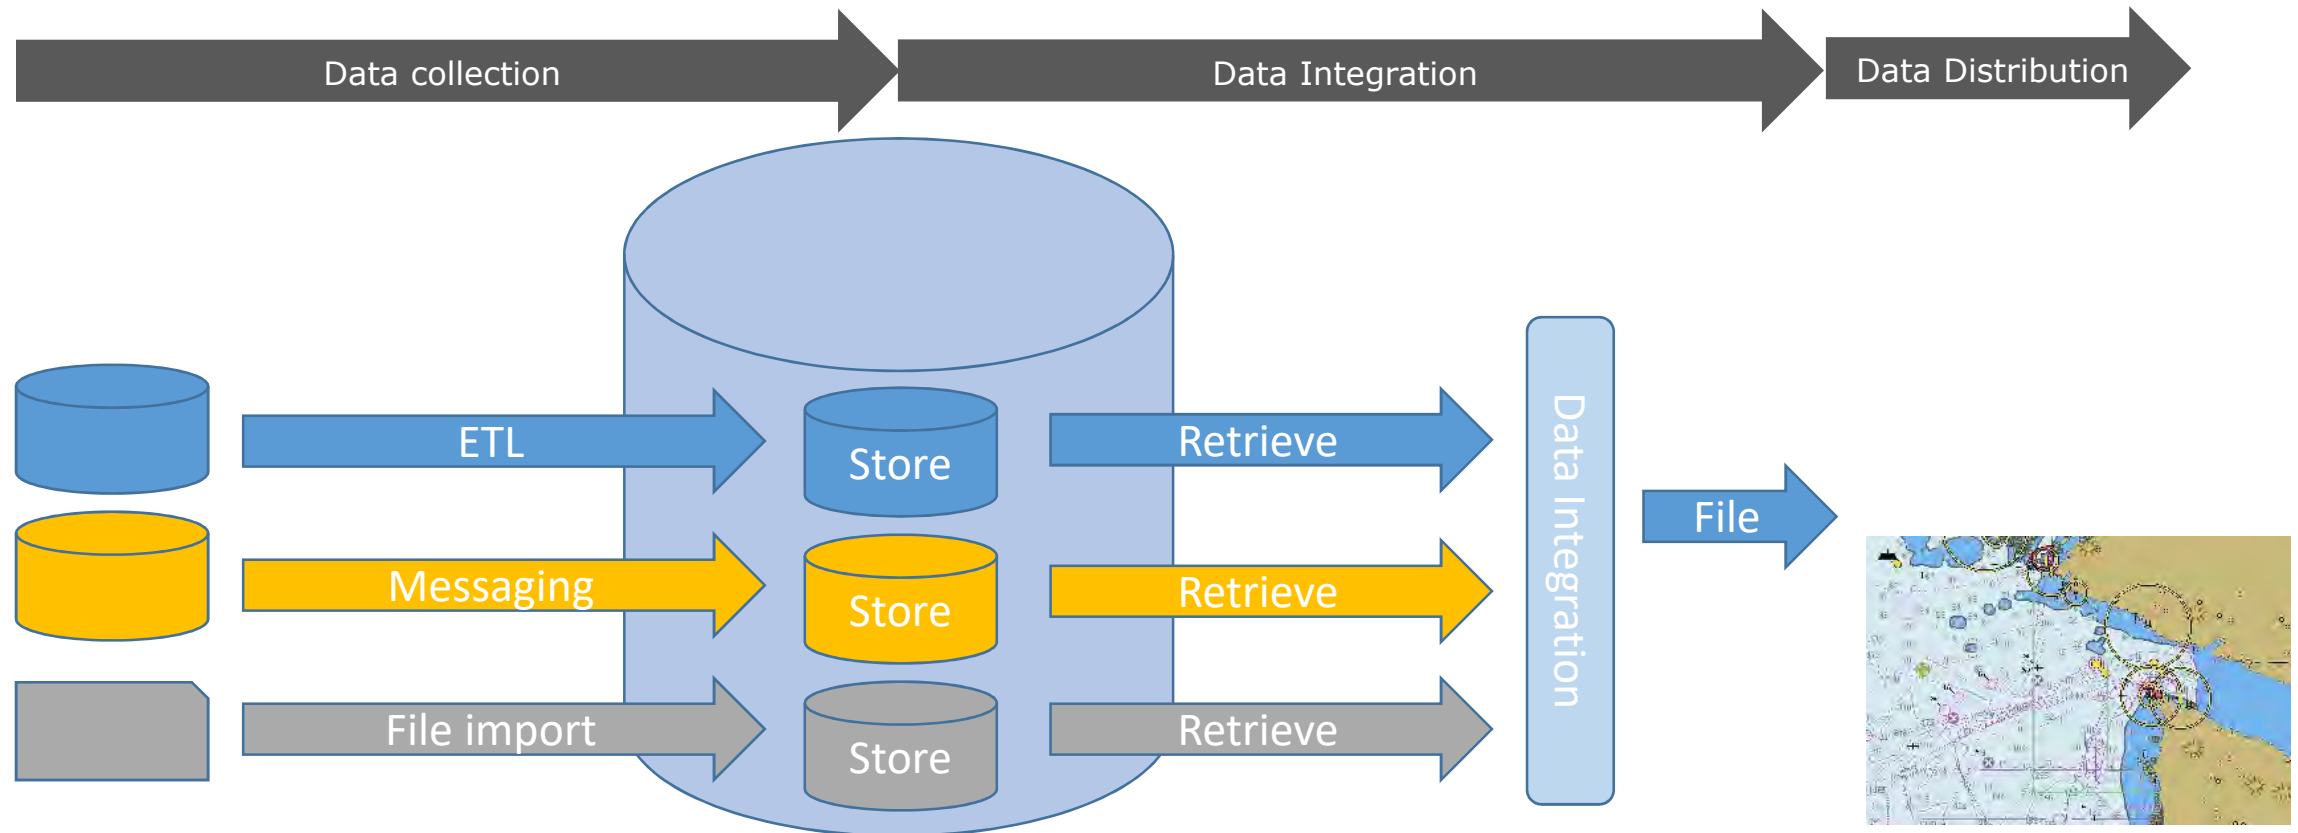 Data collection
Data Integration
Data Distribution
ETL
Store
Retrieve
Messaging
Store
Retrieve
File import
Store
Retrieve
Data Integration
File